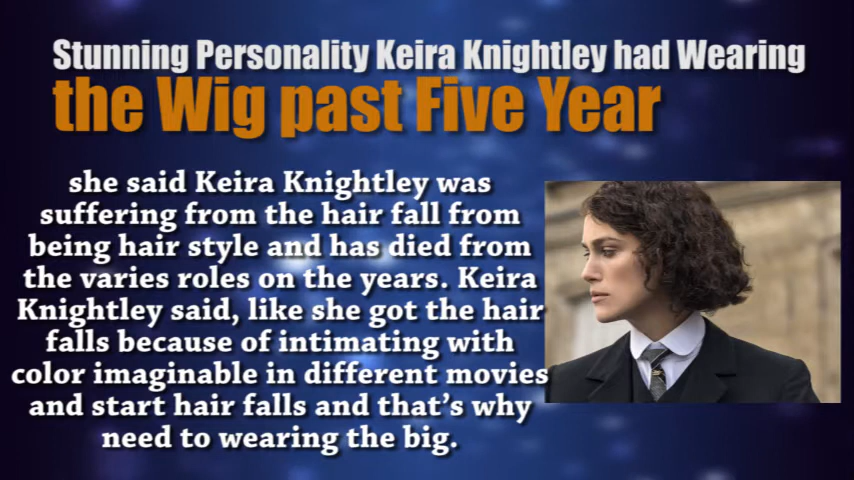 Stunning Personality Keira Knightley had Wearing
the Wig past Five Year
she said Keira Knightley was
suffering from the hair fall from
being hair style and has died from
the varies roles on the years. Keira
Knightley said, like she got the hair
falls because of intimating with
color imaginable in different movies
and start hair falls and that's why
need to wearing the big.